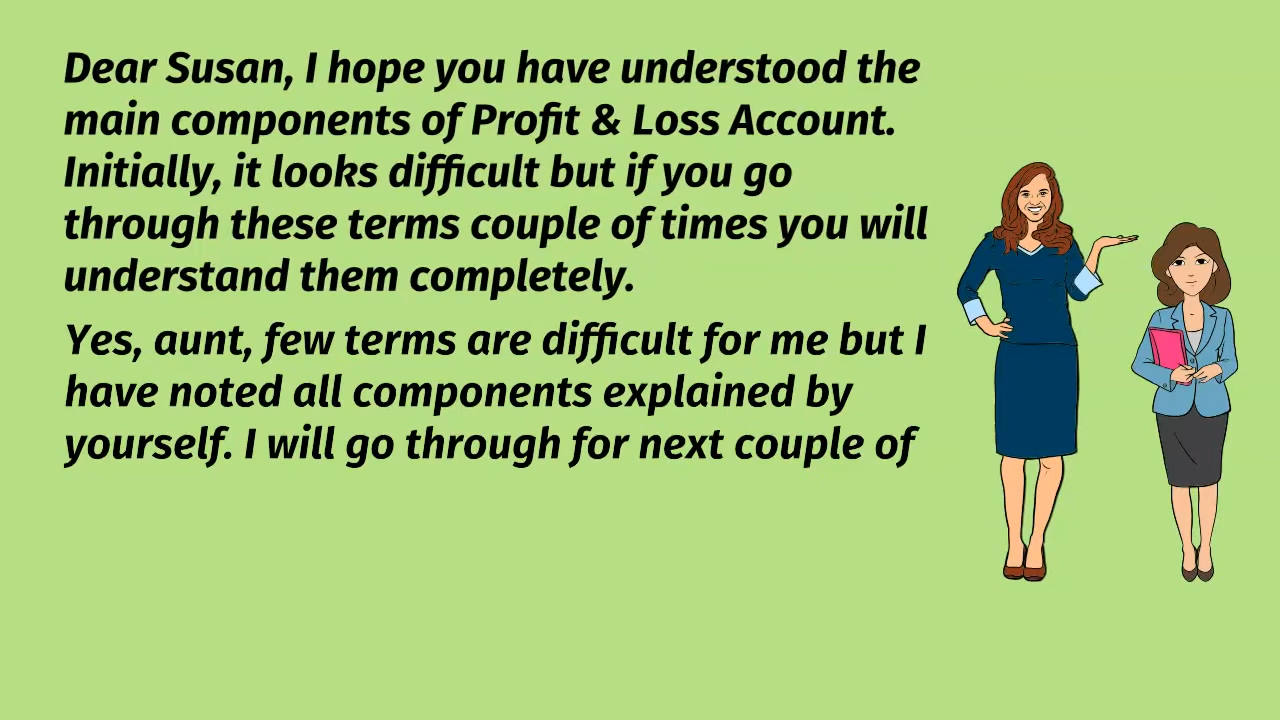 Dear Susan, I hope you have understood the
main components of Profit & Loss Account.
Initially, it looks difficult but if you go
through these terms couple of times you will
understand them completely.
Yes, aunt, few terms are difficult for me but I
have noted all components explained by
yourself. I will go through for next couple of